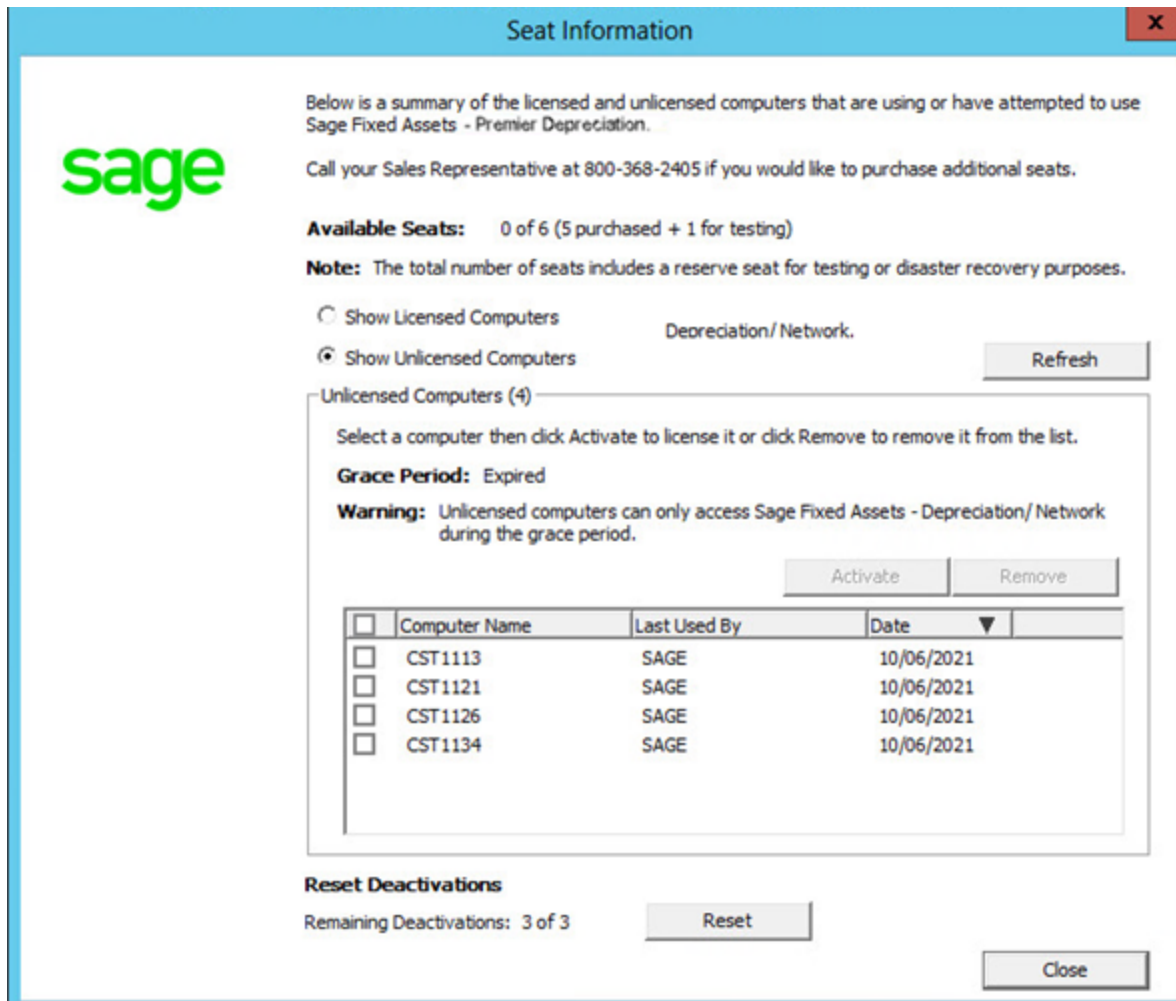 Seat Information
x
sage
Below is a summary of the licensed and unlicensed computers that are using or have attempted to use
Sage Fixed Assets - Premier Depreciation.
Call your Sales Representative at 800-368-2405 if you would like to purchase additional seats.
Available Seats: 0 of 6 (5 purchased + 1 for testing)
Note: The total number of seats includes a reserve seat for testing or disaster recovery purposes.
Show Licensed Computers
Depreciation/ Network.
Show Unlicensed Computers
Refresh
Unlicensed Computers (4)
Select a computer then click Activate to license it or click Remove to remove it from the list.
Grace Period: Expired
Warning: Unlicensed computers can only access Sage Fixed Assets - Depreciation/ Network
during the grace period.
Activate Remove
Computer Name Last Used By Date
CST1113 SAGE 10/06/2021
CST1121 SAGE 10/06/2021
CST1126 SAGE 10/06/2021
CST1134 SAGE 10/06/2021
Reset Deactivations
Remaining Deactivations: 3 of 3 Reset
Close